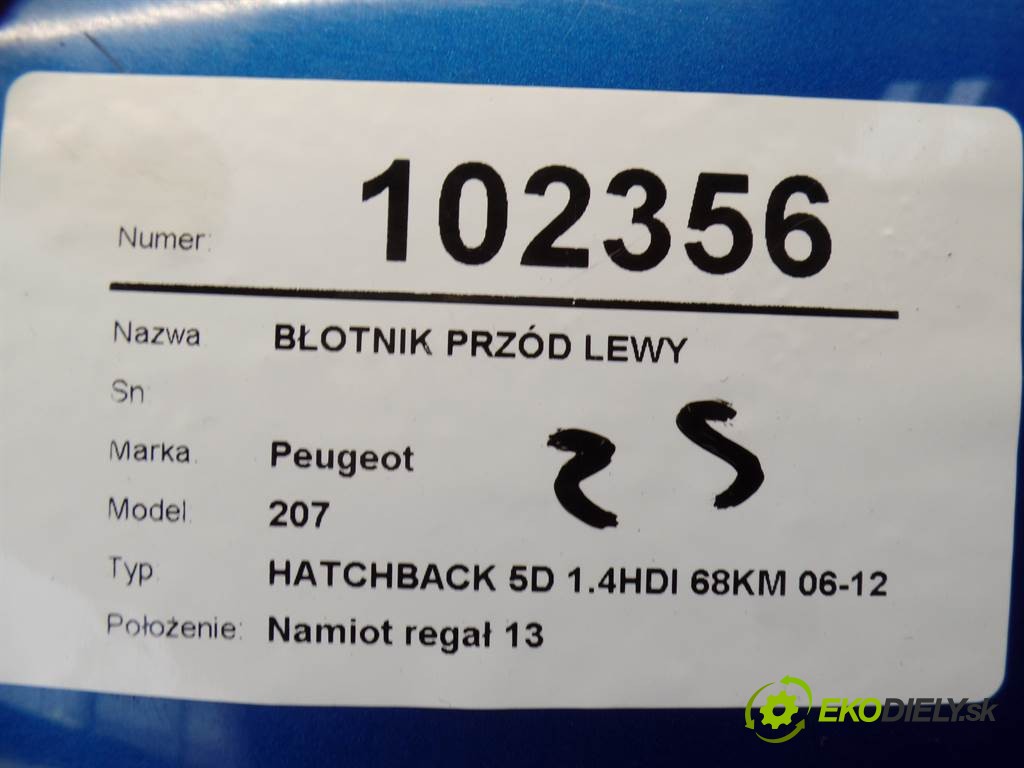 Numer: 102356
Nazwa BŁOTNIK PRZÓD LEWY
Sn:
Marka. Peugeot
Model. 207
Typ: HATCHBACK 5D 1.4HDI 68KM 06-12
Położenie: Namiot regał 13
25
EKODIELY.sk